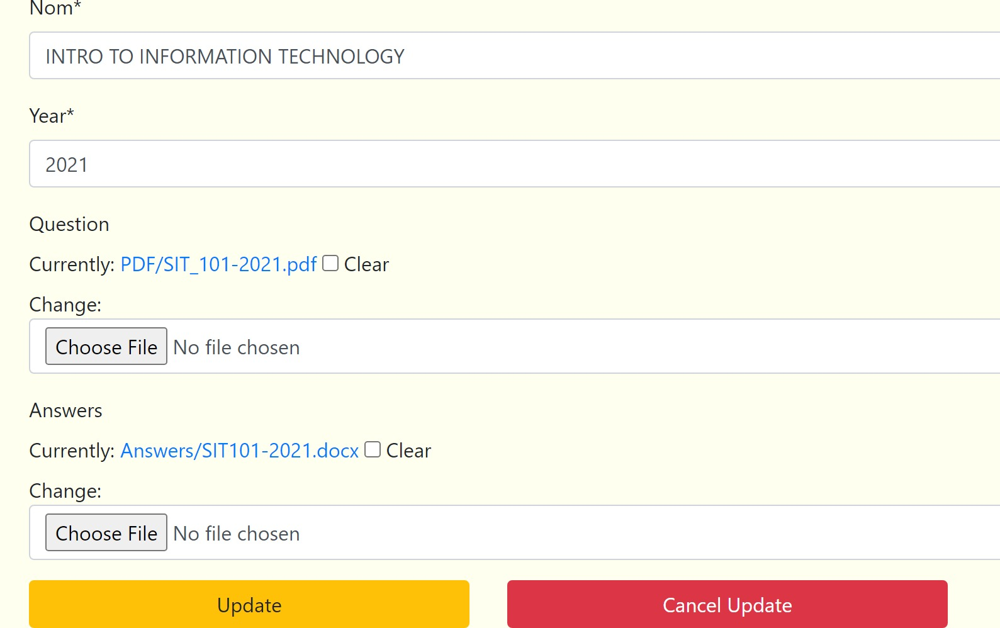 Nom*
INTRO TO INFORMATION TECHNOLOGY
Year*
2021
Question
Currently: PDF/SIT_101-2021.pdf Clear
Change:
Choose File No file chosen
Answers
Currently: Answers/SIT101-2021.docx Clear
Change:
Choose File No file chosen
Update Cancel Update